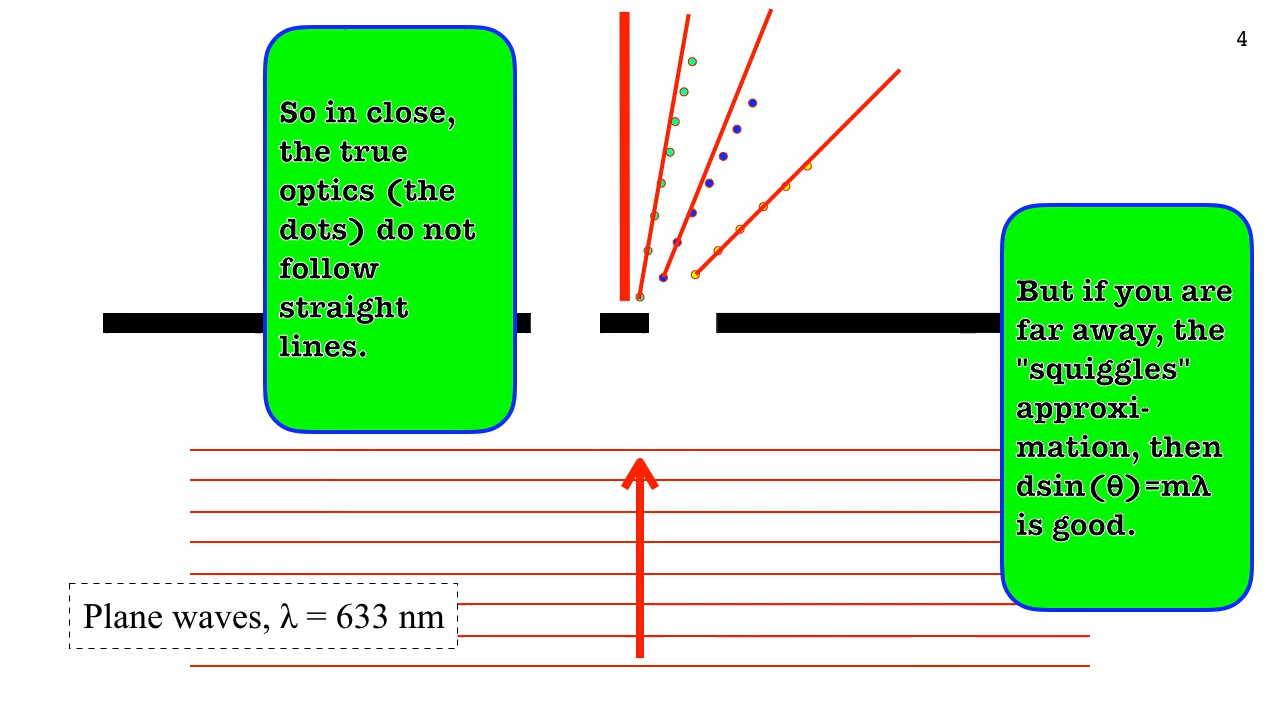 4
So in close,
the true
optics (the
dots) do not
follow
straight
lines.
But if you are
far away, the
"squiggles"
approxi-
mation, then
dsin(θ)=mλ
is good.
Plane waves, λ = 633 nm